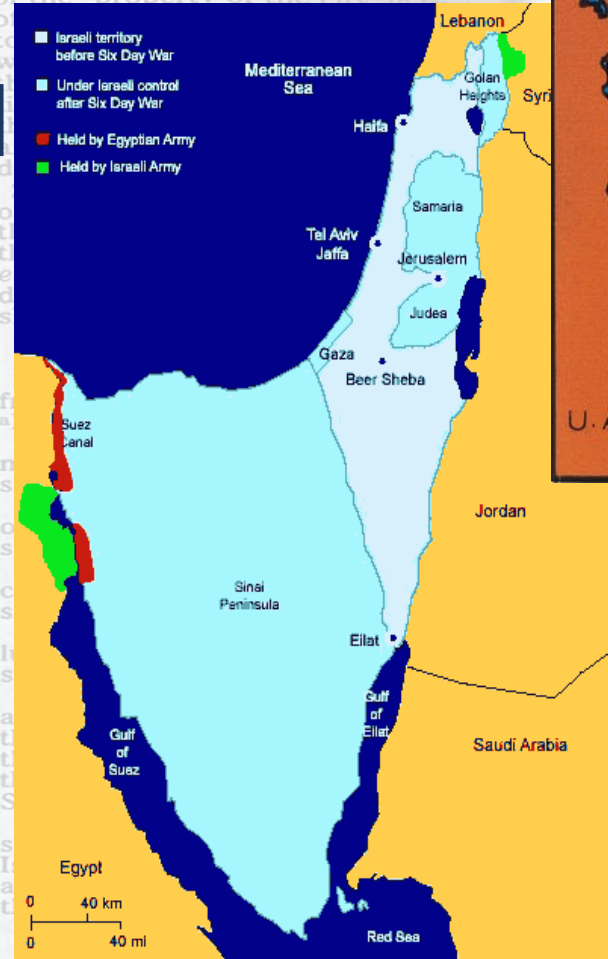 Israeli territory
before Six Day War
Under Israeli control
after Six Day War
Held by Egyptian Army
Held by Israeli Army
Mediterranean
Sea
Lebanon
Golan
Heights
Syri
Haifa
Samaria
Tel Aviv
Jaffa
Jerusalem
Judea
Gaza
Beer Sheba
Suez
Canal
U. A
Jordan
Sinai
Peninsula
Eilat
Gulf
of
Eilat
Gulf
of
Suez
Saudi Arabia
Egypt
0 40 km
0 40 mi
Red Sea